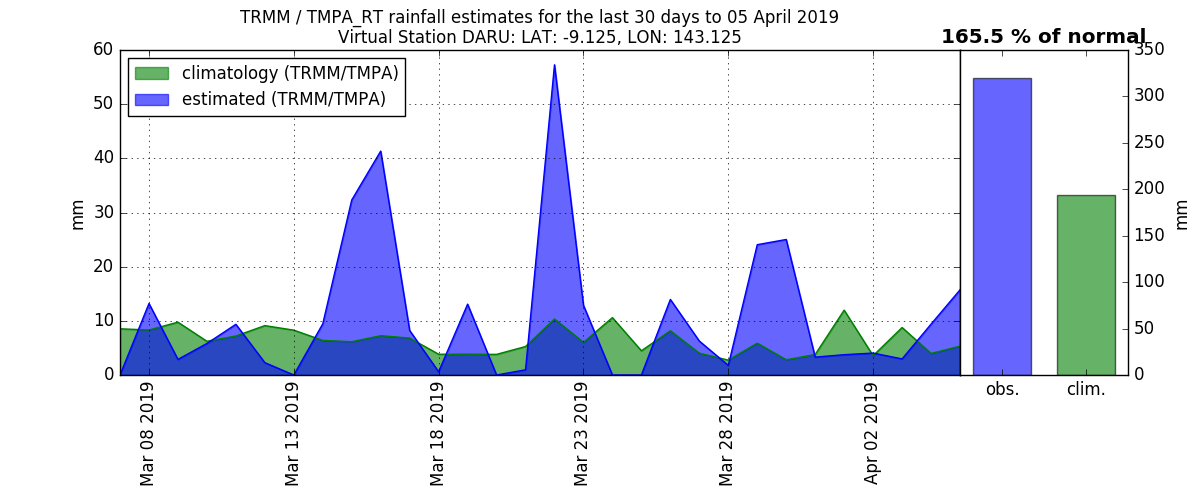 TRMM / TMPA_RT rainfall estimates for the last 30 days to 05 April 2019
Virtual Station DARU: LAT: -9.125, LON: 143.125
165.5 % of normal
climatology (TRMM/TMPA)
estimated (TRMM/TMPA)
60
50
40
30
20
10
0
mm
Mar 08 2019
Mar 13 2019
Mar 18 2019
Mar 23 2019
Mar 28 2019
Apr 02 2019
350
300
250
200
150
100
50
0
mm
obs.
clim.